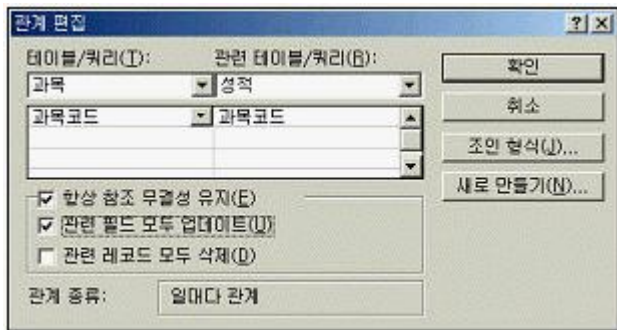 관계 편집
테이블/쿼리(T): 관련 테이블/쿼리(R):
과목 성적
과목코드 과목코드
확인
취소
조인 형식(J)...
새로 만들기(N)...
항상 참조 무결성 유지(E)
관련 필드 모두 업데이트(U)
관련 레코드 모두 삭제(D)
관계 종류: 일대다 관계